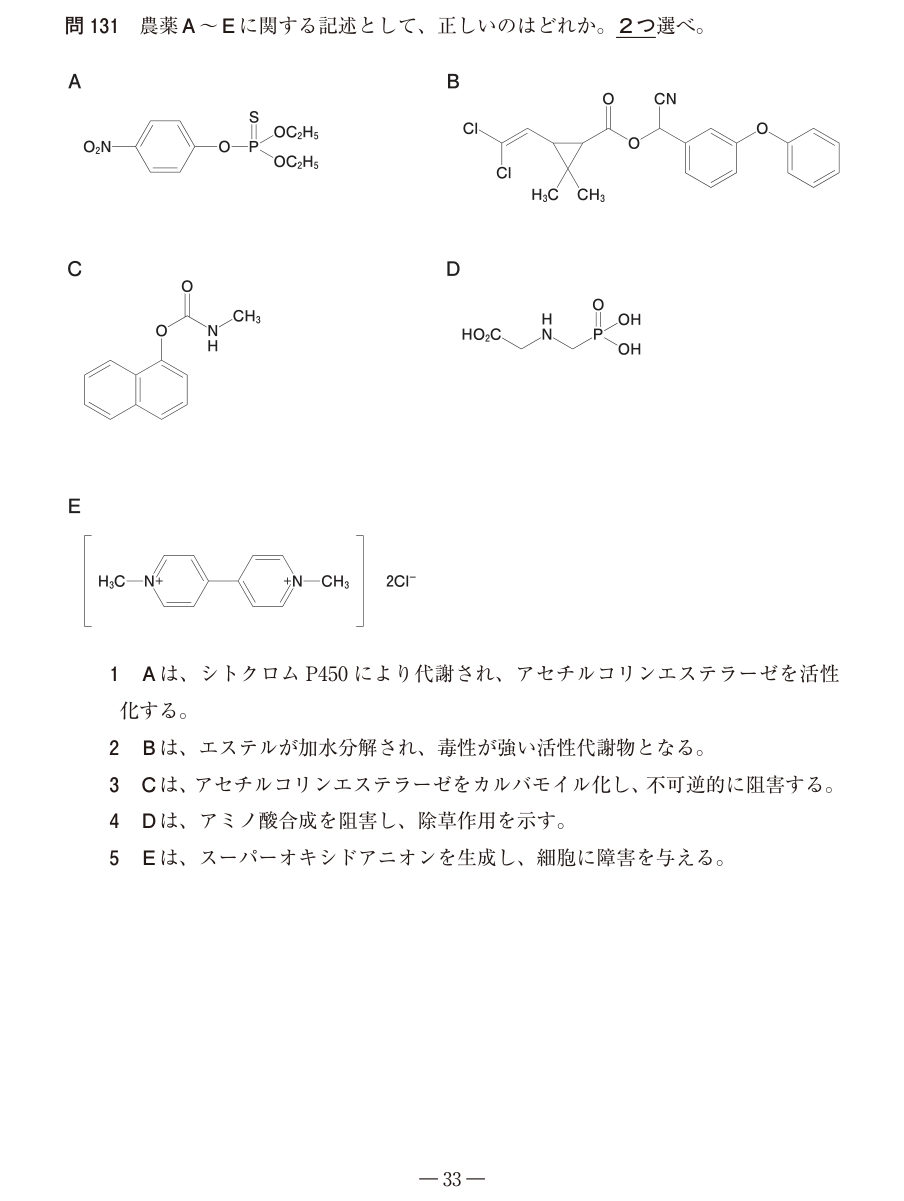 問 131 農薬 A ~ E に関する記述として、正しいのはどれか。2つ選べ。
A
B
O₂N O P S OC₂H₅ OC₂H₅
Cl Cl H₃C CH₃ O O CN O
C
D
O O N H CH₃
HO₂C H N O P OH OH
E
H₃C N+ +N CH₃ 2Cl⁻
1 Aは、シトクロム P450 により代謝され、アセチルコリンエステラーゼを活性
化する。
2 Bは、エステルが加水分解され、毒性が強い活性代謝物となる。
3 Cは、アセチルコリンエステラーゼをカルバモイル化し、不可逆的に阻害する。
4 Dは、アミノ酸合成を阻害し、除草作用を示す。
5 Eは、スーパーオキシドアニオンを生成し、細胞に障害を与える。
— 33 —